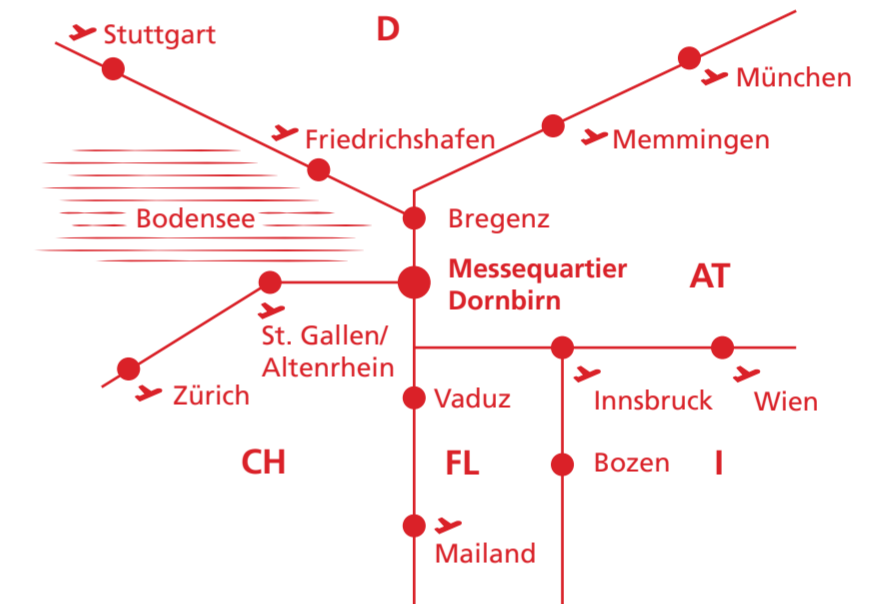 Stuttgart
D
München
Friedrichshafen
Memmingen
Bodensee
Bregenz
Messequartier
Dornbirn
AT
St. Gallen/
Altenrhein
Zürich
Vaduz
Innsbruck
Wien
CH
FL
Bozen
I
Mailand